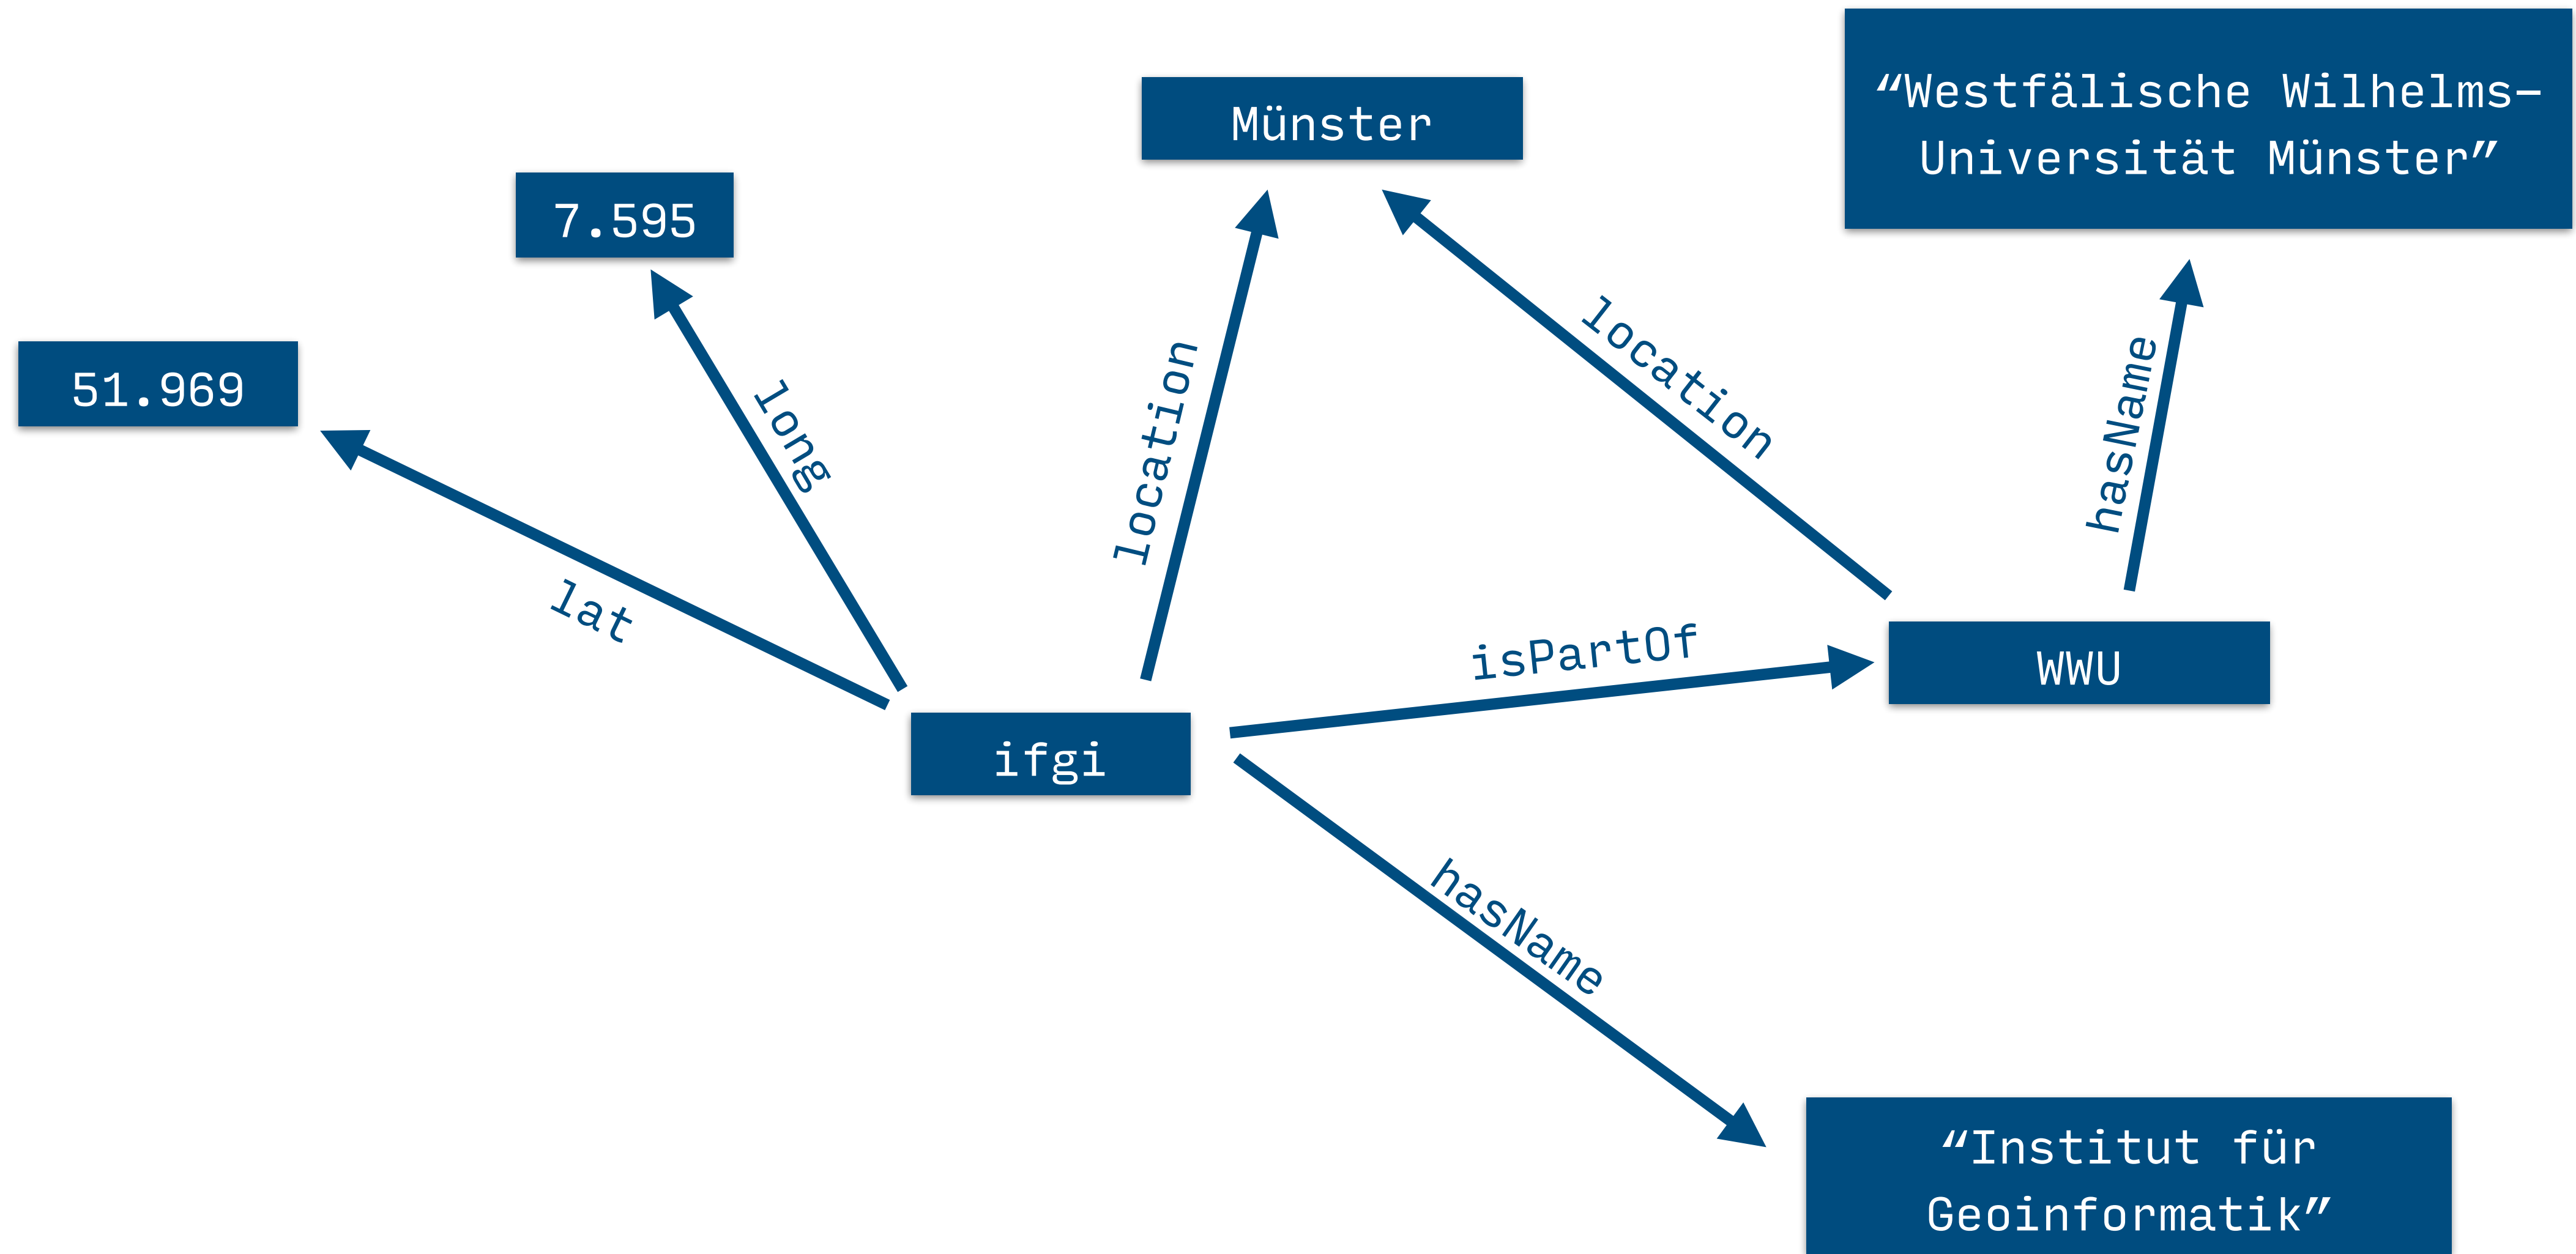 “Westfälische Wilhelms-
Universität Münster”
Münster
7.595
51.969
long
location
location
hasName
lat
isPartOf
WWU
ifgi
hasName
“Institut für
Geoinformatik”